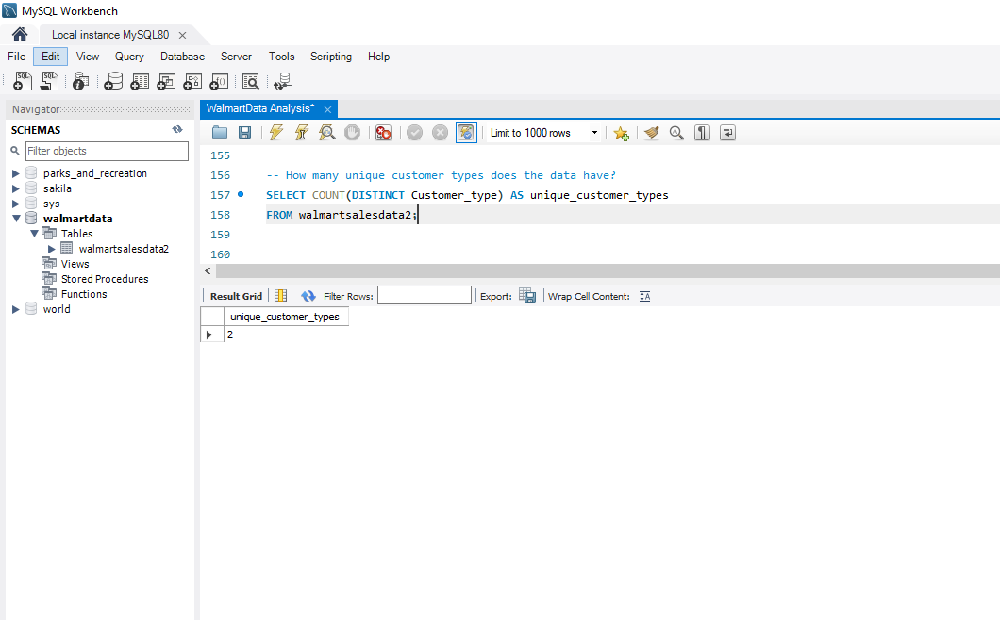 MySQL Workbench
Local instance MySQL80
File Edit View Query Database Server Tools Scripting Help
Navigator
SCHEMAS
Filter objects
parks_and_recreation
sakila
sys
walmartdata
Tables
walmartsalesdata2
Views
Stored Procedures
Functions
world
WalmartData Analysis*
Limit to 1000 rows
155
156 -- How many unique customer types does the data have?
157 SELECT COUNT(DISTINCT Customer_type) AS unique_customer_types
158 FROM walmartsalesdata2;
159
160
Result Grid Filter Rows: Export: Wrap Cell Content:
unique_customer_types
2